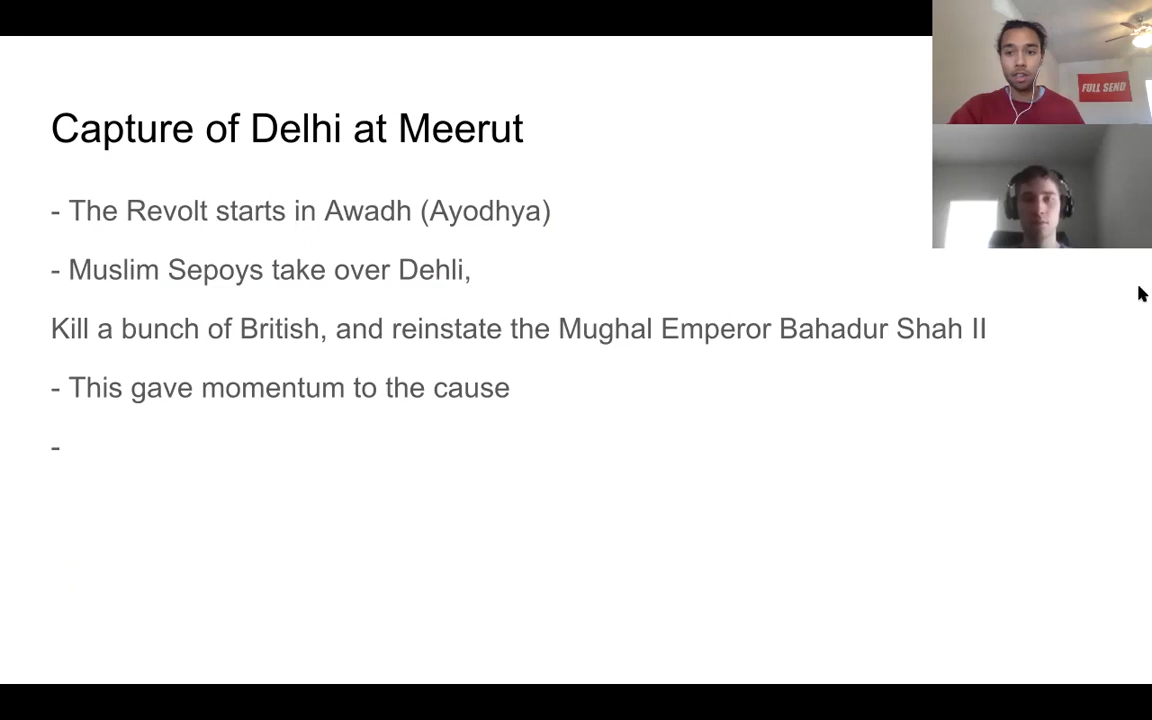 Capture of Delhi at Meerut
- The Revolt starts in Awadh (Ayodhya)
- Muslim Sepoys take over Dehli,
Kill a bunch of British, and reinstate the Mughal Emperor Bahadur Shah II
- This gave momentum to the cause
-
FULL SEND